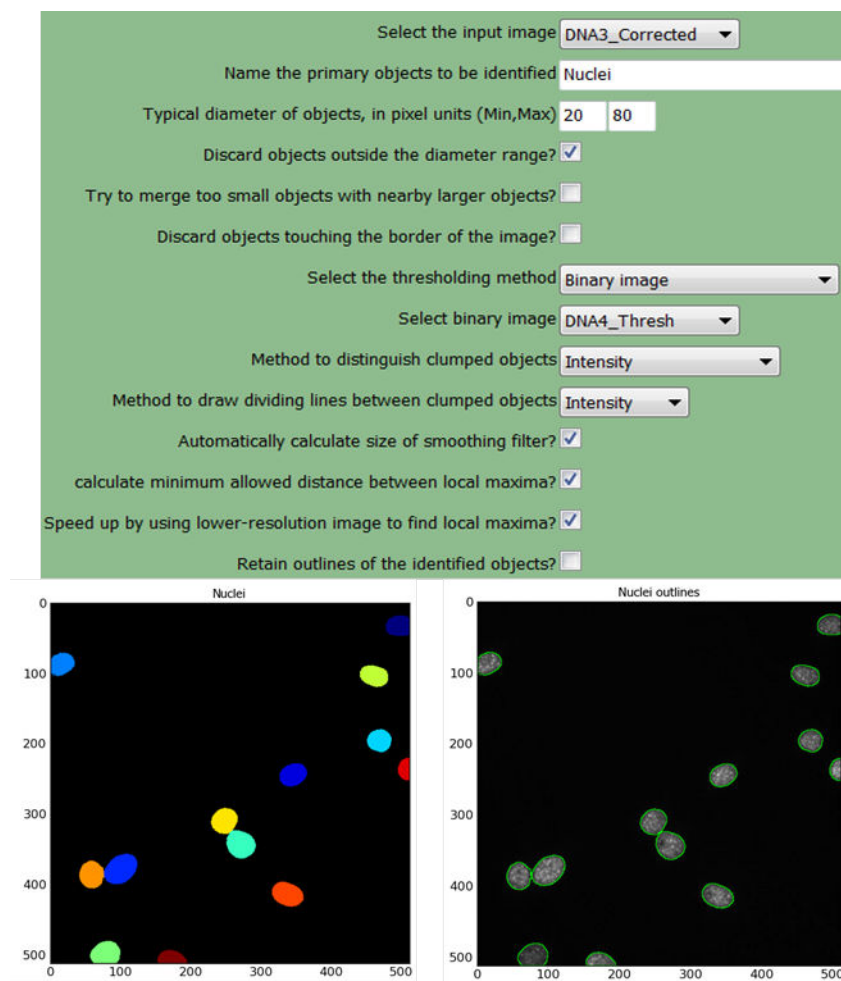 Select the input image DNA3_Corrected
Name the primary objects to be identified Nuclei
Typical diameter of objects, in pixel units (Min,Max) 20 80
Discard objects outside the diameter range?
Try to merge too small objects with nearby larger objects?
Discard objects touching the border of the image?
Select the thresholding method Binary image
Select binary image DNA4_Thresh
Method to distinguish clumped objects Intensity
Method to draw dividing lines between clumped objects Intensity
Automatically calculate size of smoothing filter?
calculate minimum allowed distance between local maxima?
Speed up by using lower-resolution image to find local maxima?
Retain outlines of the identified objects?
Nuclei
0
100
200
300
400
500
0 100 200 300 400 500
Nuclei outlines
0
100
200
300
400
500
0 100 200 300 400 500